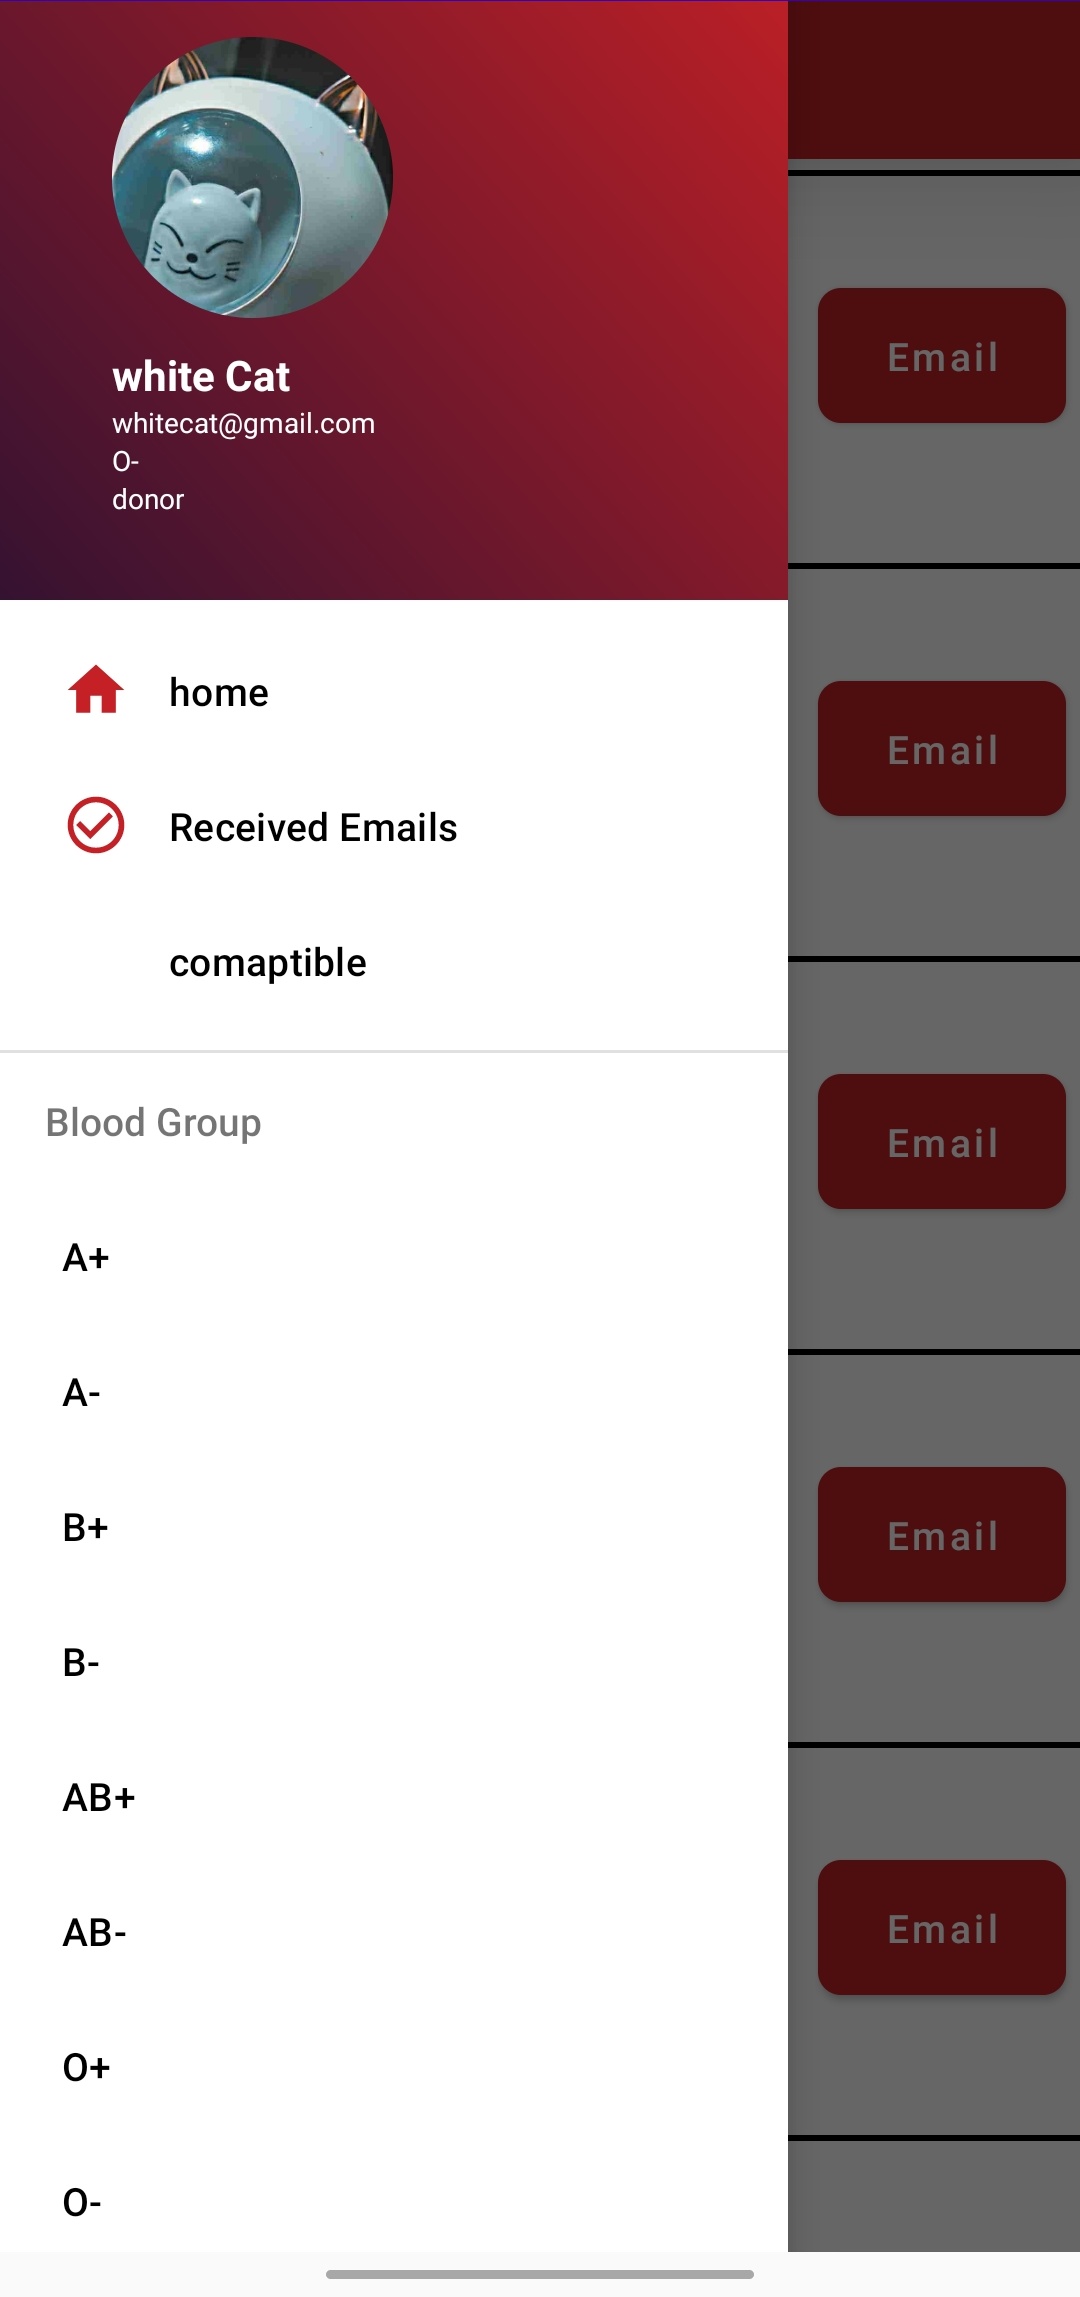 white Cat
whitecat@gmail.com
O-
donor
home
Received Emails
comaptible
Blood Group
A+
A-
B+
B-
AB+
AB-
O+
O-
Email
Email
Email
Email
Email